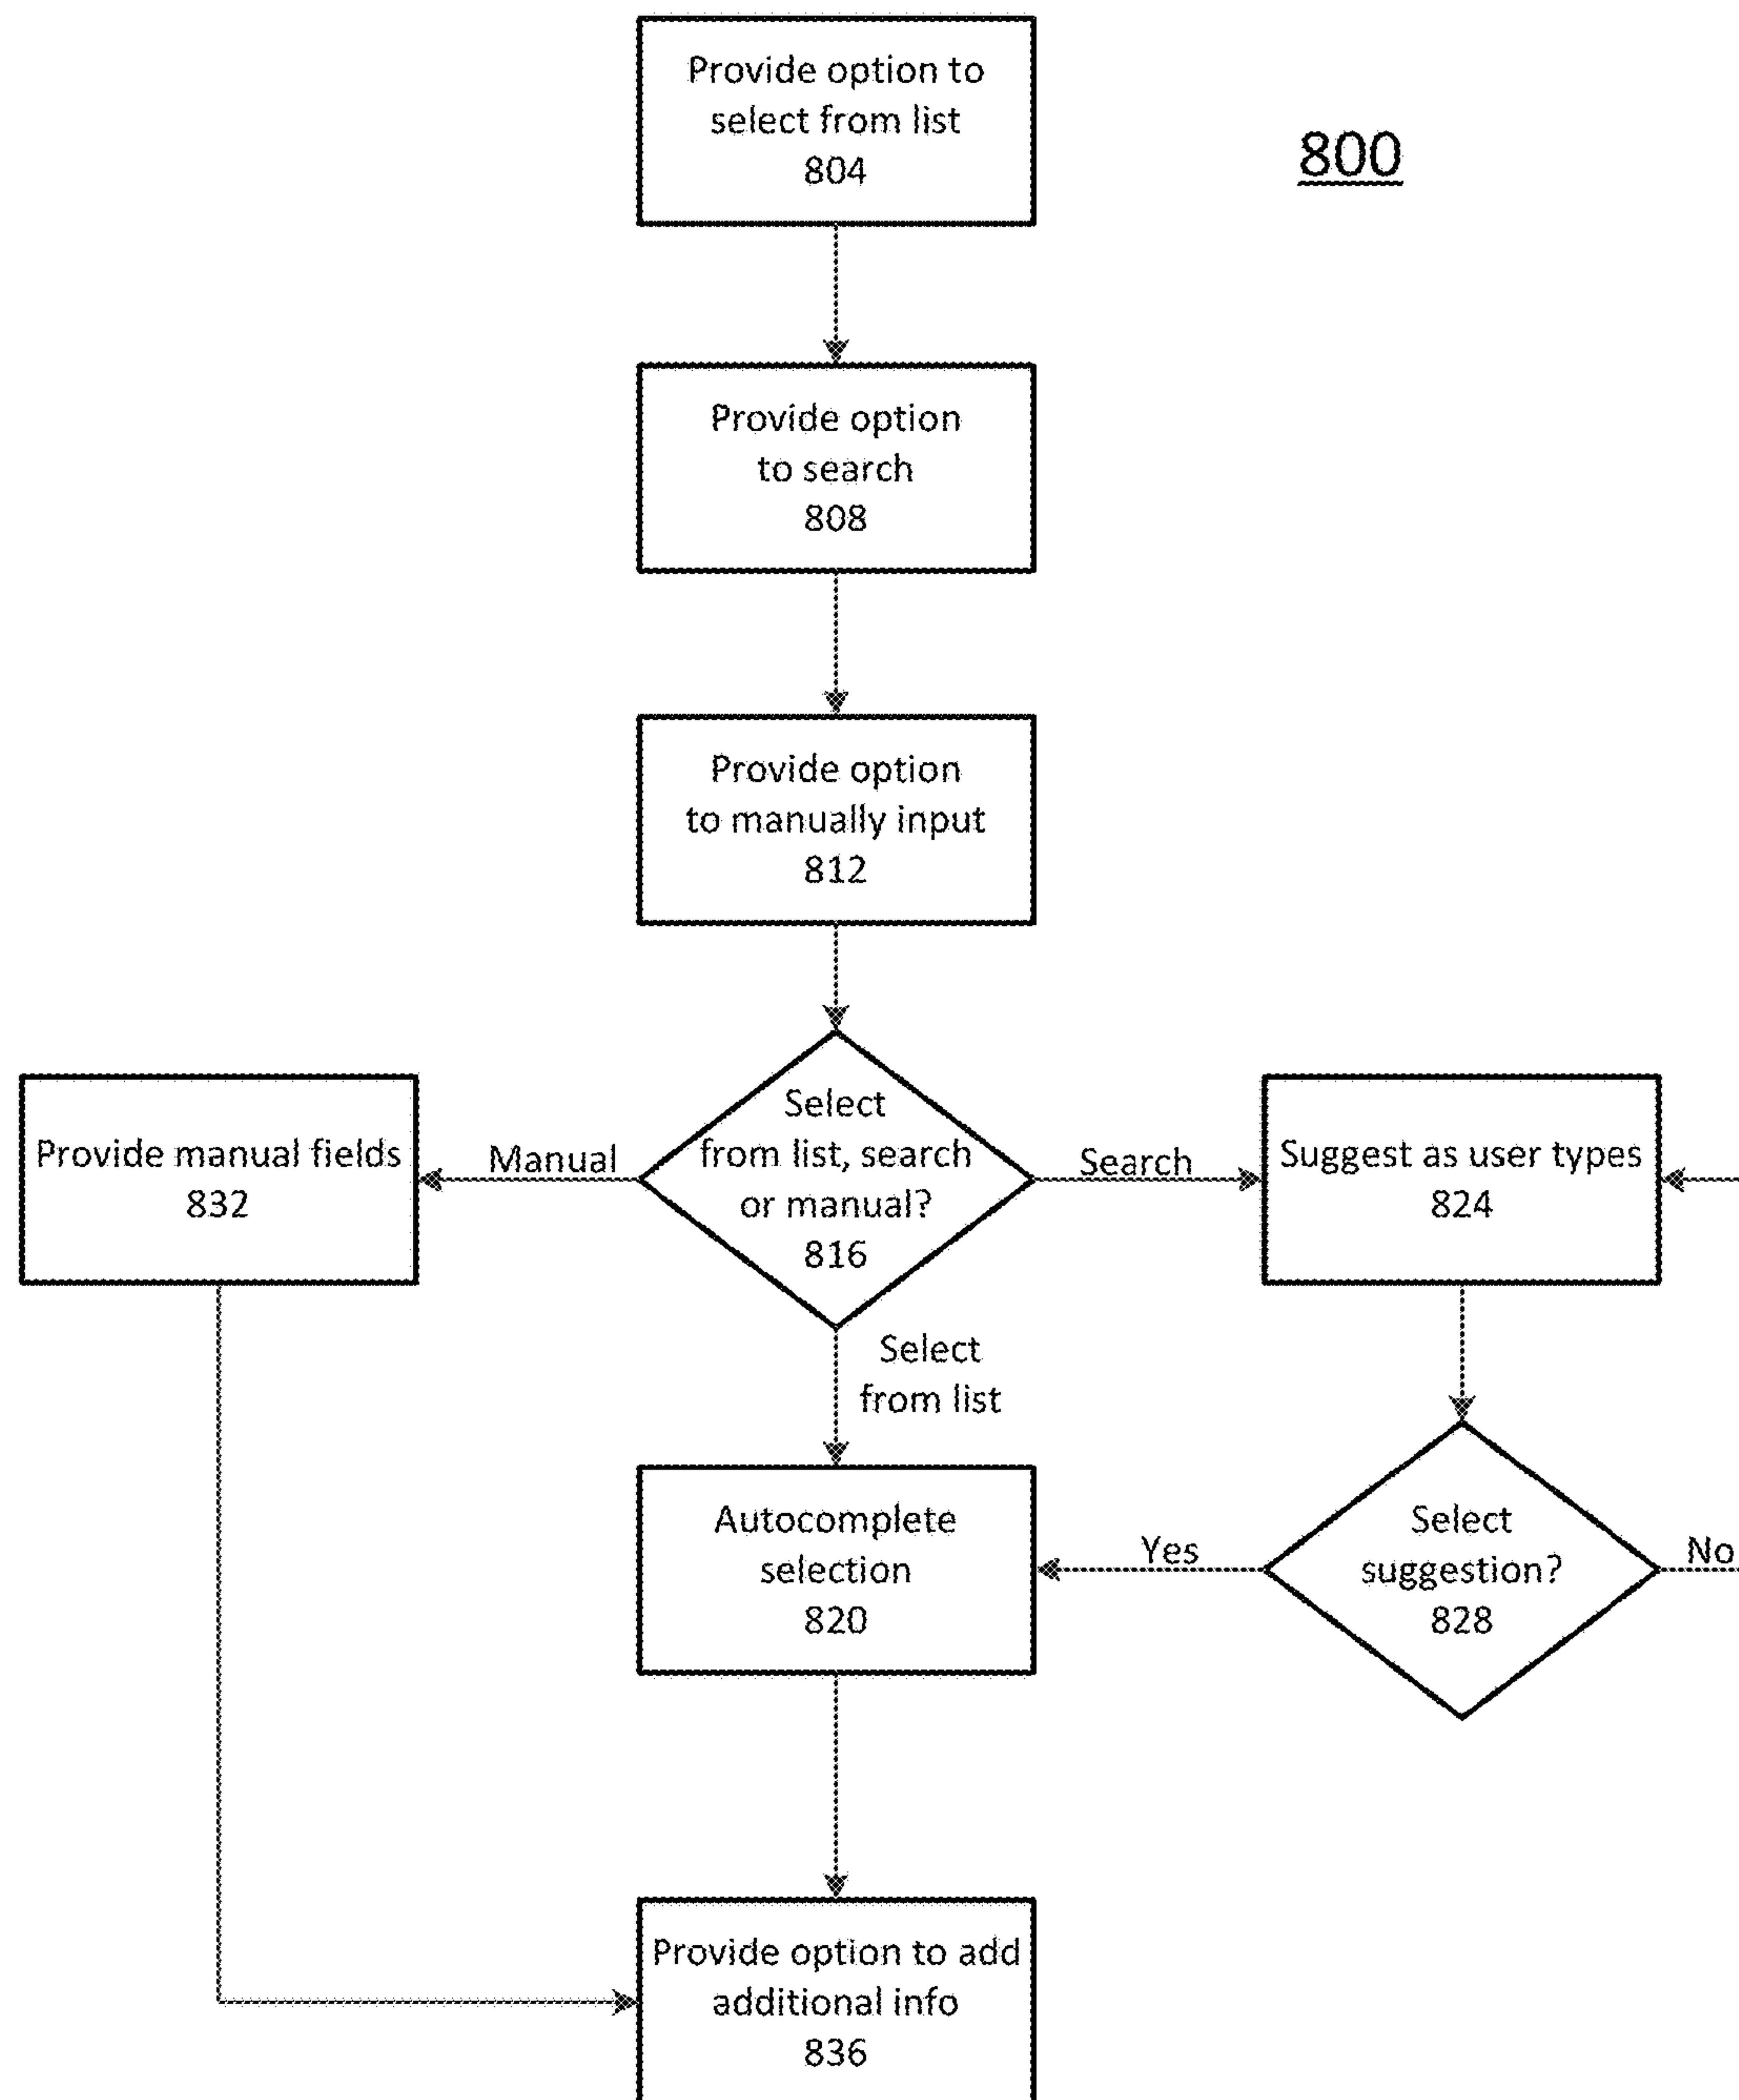 Provide option to
select from list
804
800
Provide option
to search
808
Provide option
to manually input
812
Select
from list, search
or manual?
816
Manual
Search
Provide manual fields
832
Suggest as user types
824
Select
from list
Autocomplete
selection
820
Yes
Select
suggestion?
828
No
Provide option to add
additional info
836